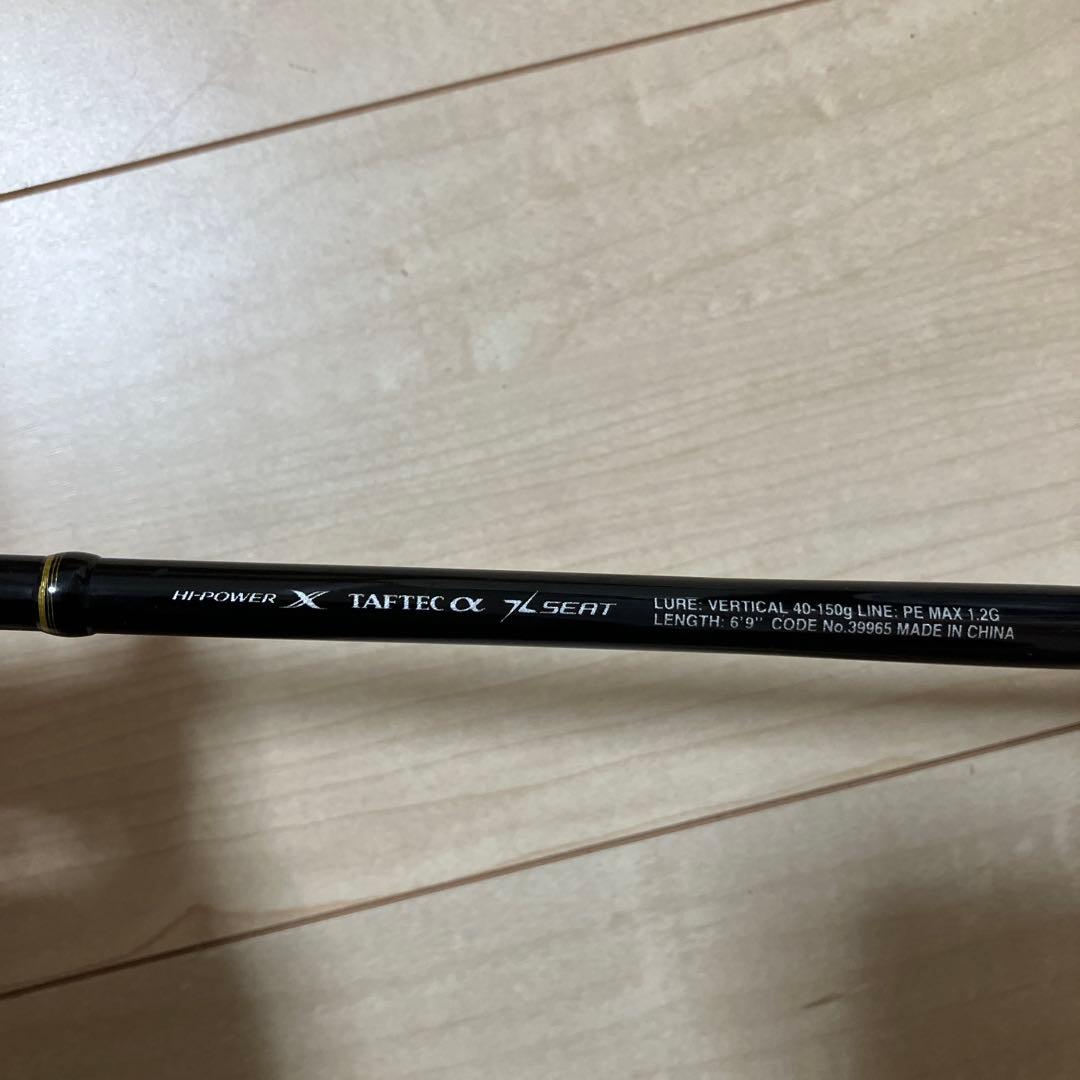 HI-POWER X TAFTEC α XSEAT
LURE: VERTICAL 40-150g LINE: PE MAX 1.2G
LENGTH: 6'9" CODE No.39965 MADE IN CHINA